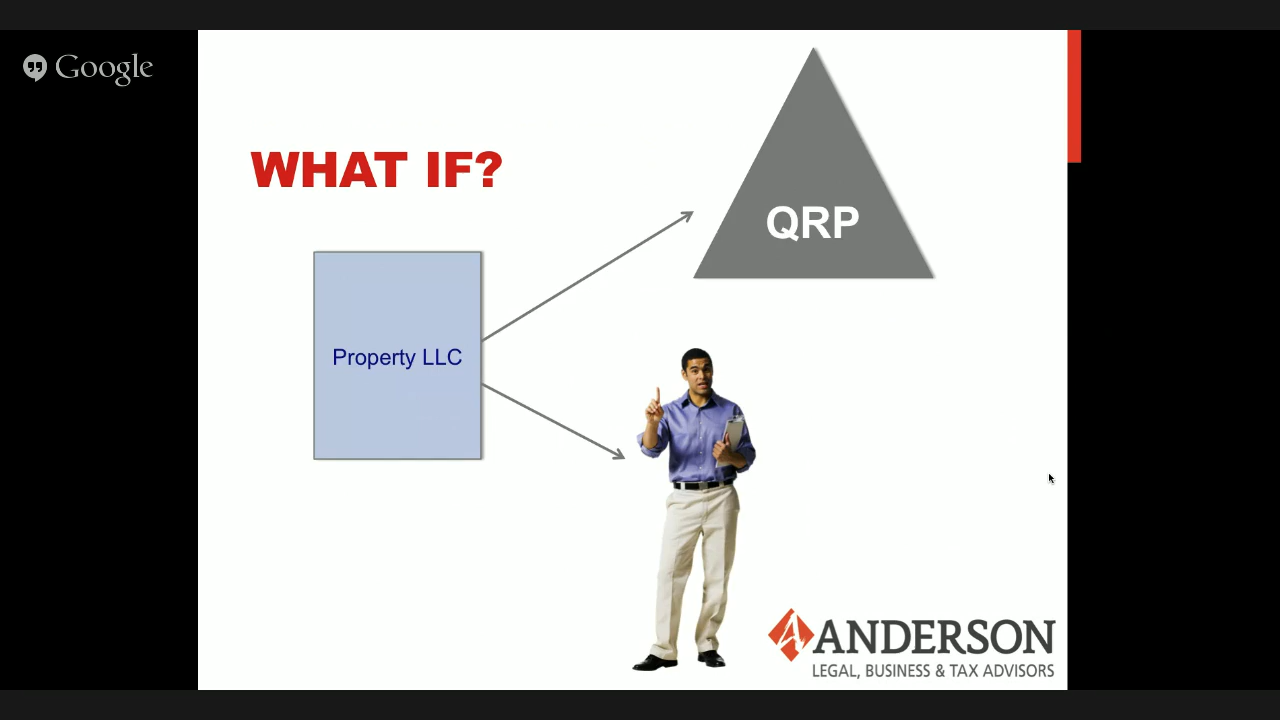 Google
WHAT IF?
QRP
Property LLC
ANDERSON
LEGAL, BUSINESS & TAX ADVISORS